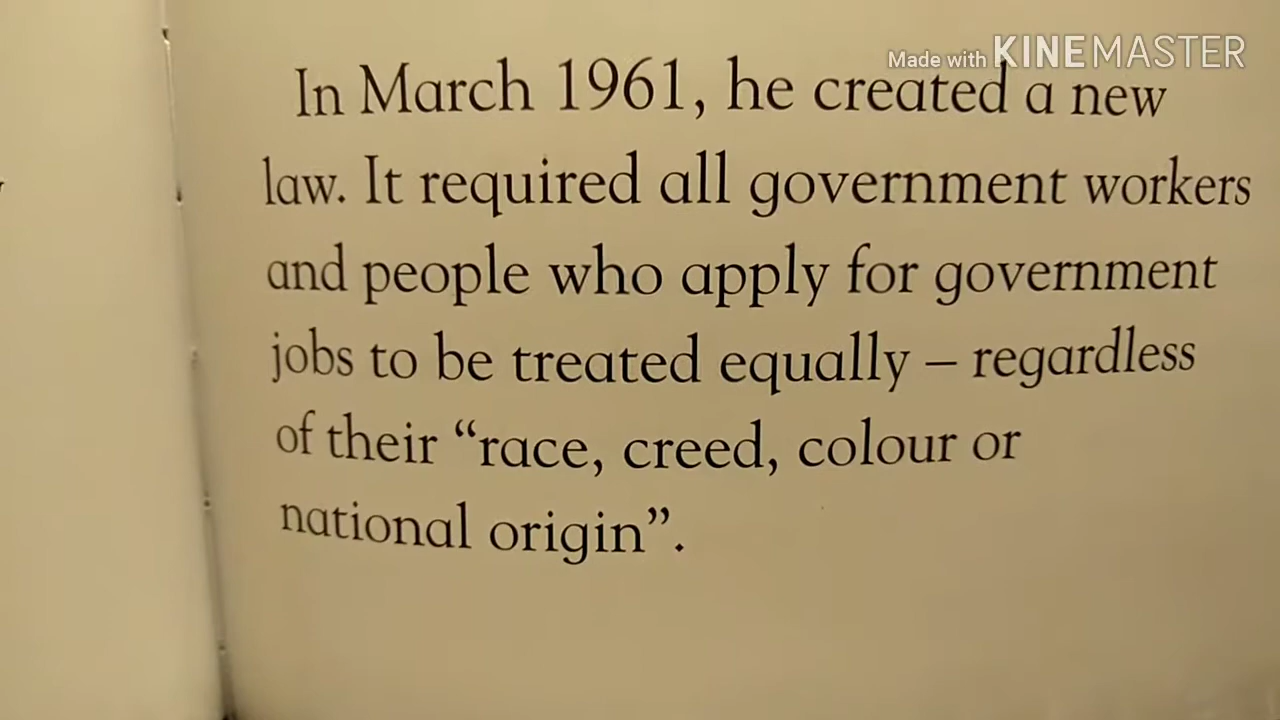 Made with KINEMASTER
In March 1961, he created a new
law. It required all government workers
and people who apply for government
jobs to be treated equally – regardless
of their “race, creed, colour or
national origin”.